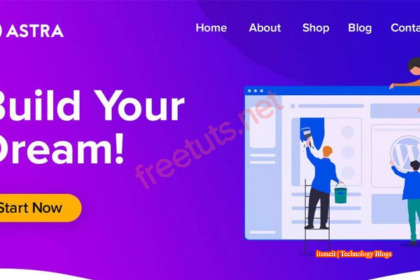 ASTRA
Home About Shop Blog Conta
Build Your
Dream!
Start Now
freetuts.net
Itsmeit | Technology Blogs